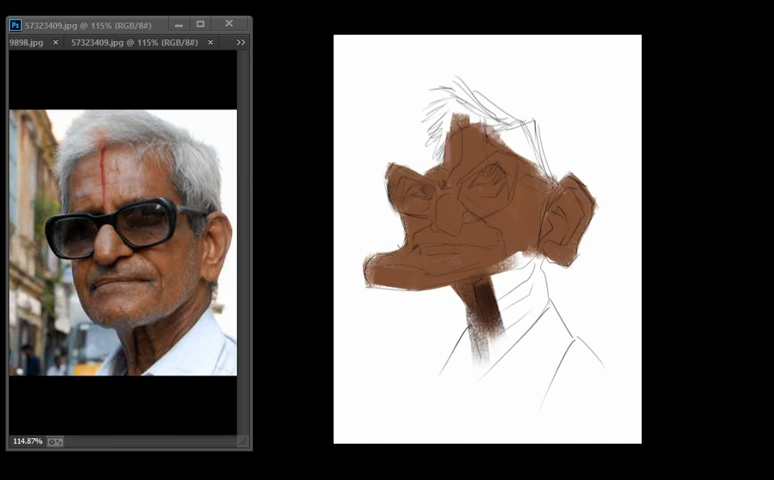 Ps 57323409.jpg @ 115% (RGB/8#)
9898.jpg × 57323409.jpg @ 115% (RGB/8#) × >>
114.87%